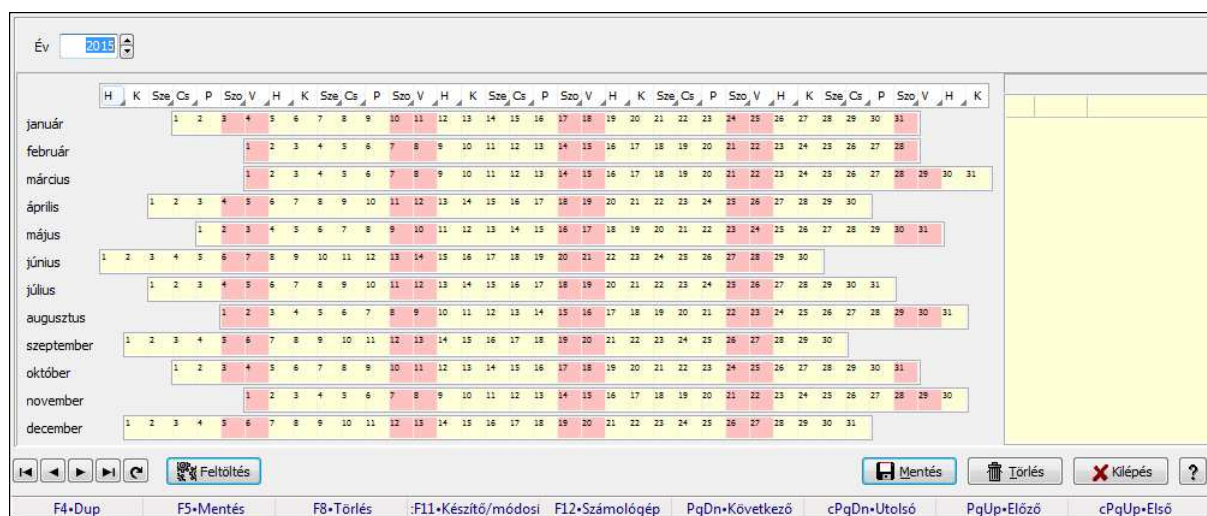 Év 2015
H K Sze Cs P Szo V H K Sze Cs P Szo V H K Sze Cs P Szo V H K Sze Cs P Szo V H K Sze Cs P Szo V H K
január 1 2 3 4 5 6 7 8 9 10 11 12 13 14 15 16 17 18 19 20 21 22 23 24 25 26 27 28 29 30 31
február 1 2 3 4 5 6 7 8 9 10 11 12 13 14 15 16 17 18 19 20 21 22 23 24 25 26 27 28
március 1 2 3 4 5 6 7 8 9 10 11 12 13 14 15 16 17 18 19 20 21 22 23 24 25 26 27 28 29 30 31
április 1 2 3 4 5 6 7 8 9 10 11 12 13 14 15 16 17 18 19 20 21 22 23 24 25 26 27 28 29 30
május 1 2 3 4 5 6 7 8 9 10 11 12 13 14 15 16 17 18 19 20 21 22 23 24 25 26 27 28 29 30 31
június 1 2 3 4 5 6 7 8 9 10 11 12 13 14 15 16 17 18 19 20 21 22 23 24 25 26 27 28 29 30
július 1 2 3 4 5 6 7 8 9 10 11 12 13 14 15 16 17 18 19 20 21 22 23 24 25 26 27 28 29 30 31
augusztus 1 2 3 4 5 6 7 8 9 10 11 12 13 14 15 16 17 18 19 20 21 22 23 24 25 26 27 28 29 30 31
szeptember 1 2 3 4 5 6 7 8 9 10 11 12 13 14 15 16 17 18 19 20 21 22 23 24 25 26 27 28 29 30
október 1 2 3 4 5 6 7 8 9 10 11 12 13 14 15 16 17 18 19 20 21 22 23 24 25 26 27 28 29 30 31
november 1 2 3 4 5 6 7 8 9 10 11 12 13 14 15 16 17 18 19 20 21 22 23 24 25 26 27 28 29 30
december 1 2 3 4 5 6 7 8 9 10 11 12 13 14 15 16 17 18 19 20 21 22 23 24 25 26 27 28 29 30 31
Feltöltés Mentés Törlés Kilépés ?
F4•Dup F5•Mentés F8•Törlés :F11•Készítő/módosi F12•Számológép PgDn•Következő cPgDn•Utolsó PgUp•Előző cPgUp•Első